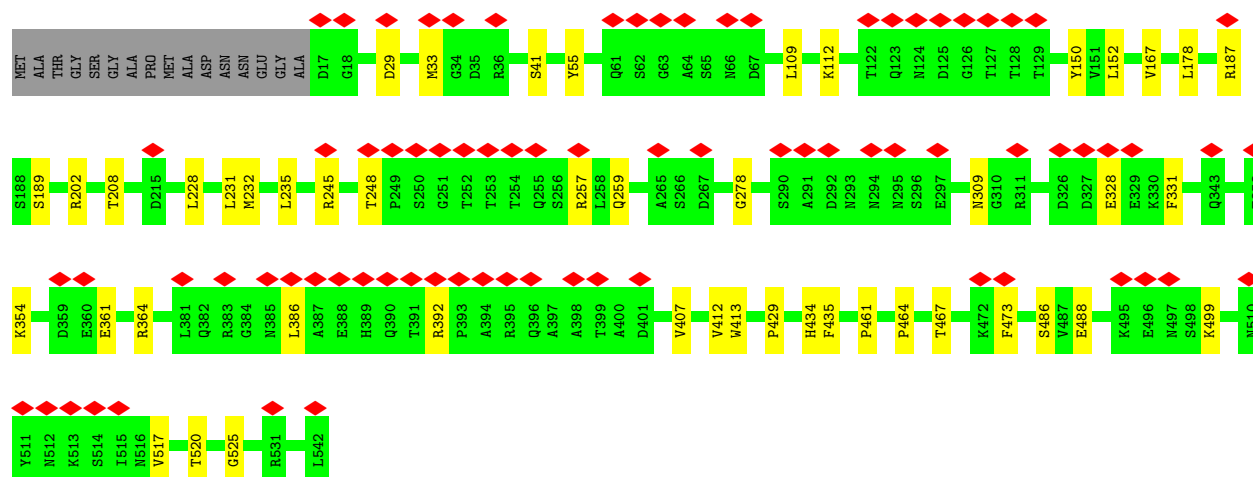 MET ALA THR GLY SER GLY ALA PRO MET ALA ASP ASN ASN GLU GLY ALA D17 G18 D29 M33 G34 D35 R36 S41 Y55 Q61 S62 G63 A64 S65 N66 D67 L109 K112 T122 Q123 N124 D125 G126 T127 T128 T129 Y150 V151 L152 V167 L178 R187
S188 S189 R202 T208 D215 L228 L231 M232 L235 R245 T248 P249 S250 G251 T252 T253 T254 Q255 S256 R257 L258 Q259 A265 S266 D267 G278 S290 A291 D292 N293 N294 N295 S296 E297 N309 G310 R311 D326 D327 E328 E329 K330 F331 Q343
K354 D359 E360 E361 R364 L381 Q382 R383 G384 N385 L386 A387 E388 H389 Q390 T391 R392 P393 A394 R395 Q396 A397 A398 T399 A400 D401 V407 V412 W413 P429 H434 F435 P461 P464 T467 K472 F473 S486 V487 E488 K495 E496 N497 S498 K499 N510
Y511 N512 K513 S514 I515 N516 V517 T520 G525 R531 L542